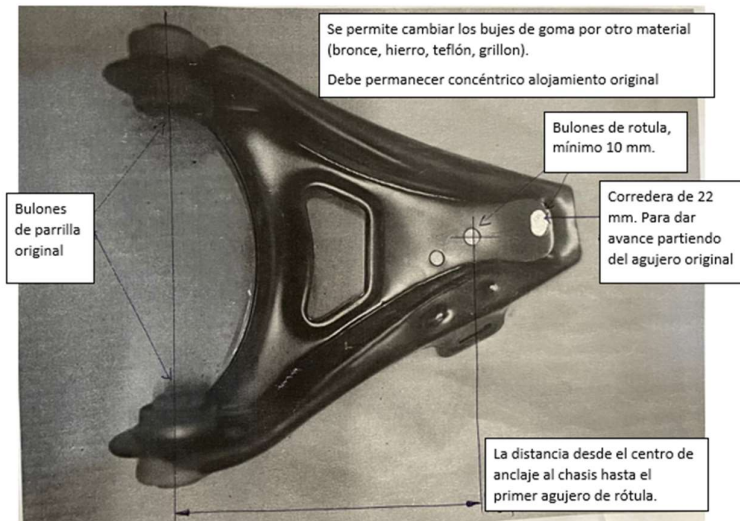 Se permite cambiar los bujes de goma por otro material
(bronce, hierro, teflón, grillon).
Debe permanecer concéntrico alojamiento original
Bulones de rotula,
mínimo 10 mm.
Bulones
de parrilla
original
Corredera de 22
mm. Para dar
avance partiendo
del agujero original
La distancia desde el centro de
anclaje al chasis hasta el
primer agujero de rótula.